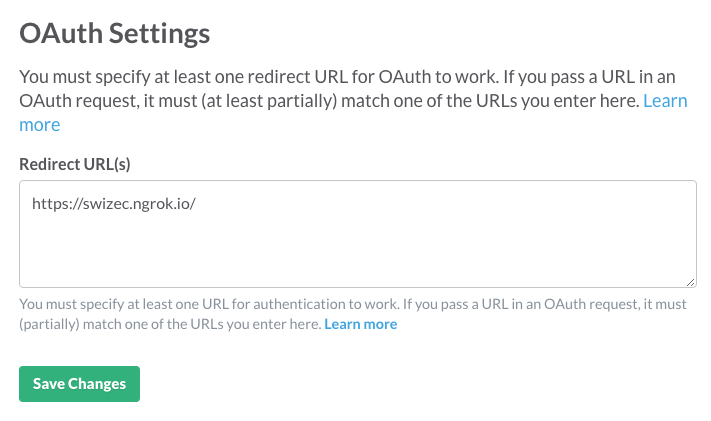 OAuth Settings
You must specify at least one redirect URL for OAuth to work. If you pass a URL in an
OAuth request, it must (at least partially) match one of the URLs you enter here. Learn
more
Redirect URL(s)
https://swizec.ngrok.io/
You must specify at least one URL for authentication to work. If you pass a URL in an OAuth request, it must
(partially) match one of the URLs you enter here. Learn more
Save Changes